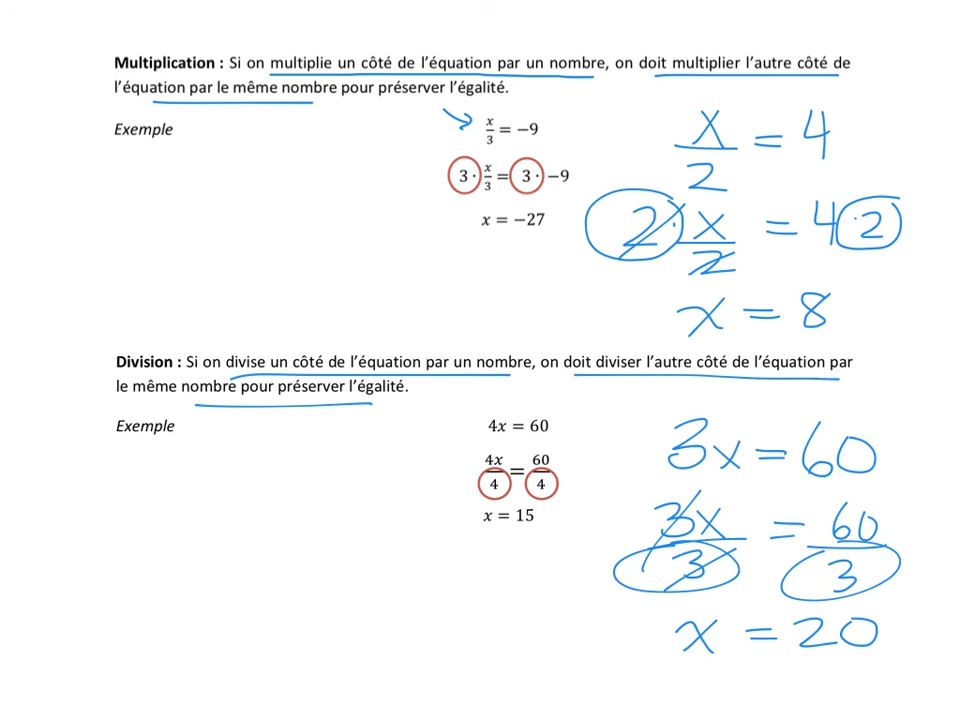 Multiplication : Si on multiplie un côté de l'équation par un nombre, on doit multiplier l'autre côté de
l'équation par le même nombre pour préserver l'égalité.
Exemple
x/3 = −9
3 · x/3 = 3 · −9
x = −27
x/2 = 4
2 · x/2 = 4 · 2
x = 8
Division : Si on divise un côté de l'équation par un nombre, on doit diviser l'autre côté de l'équation par
le même nombre pour préserver l'égalité.
Exemple
4x = 60
4x/4 = 60/4
x = 15
3x = 60
3x/3 = 60/3
x = 20